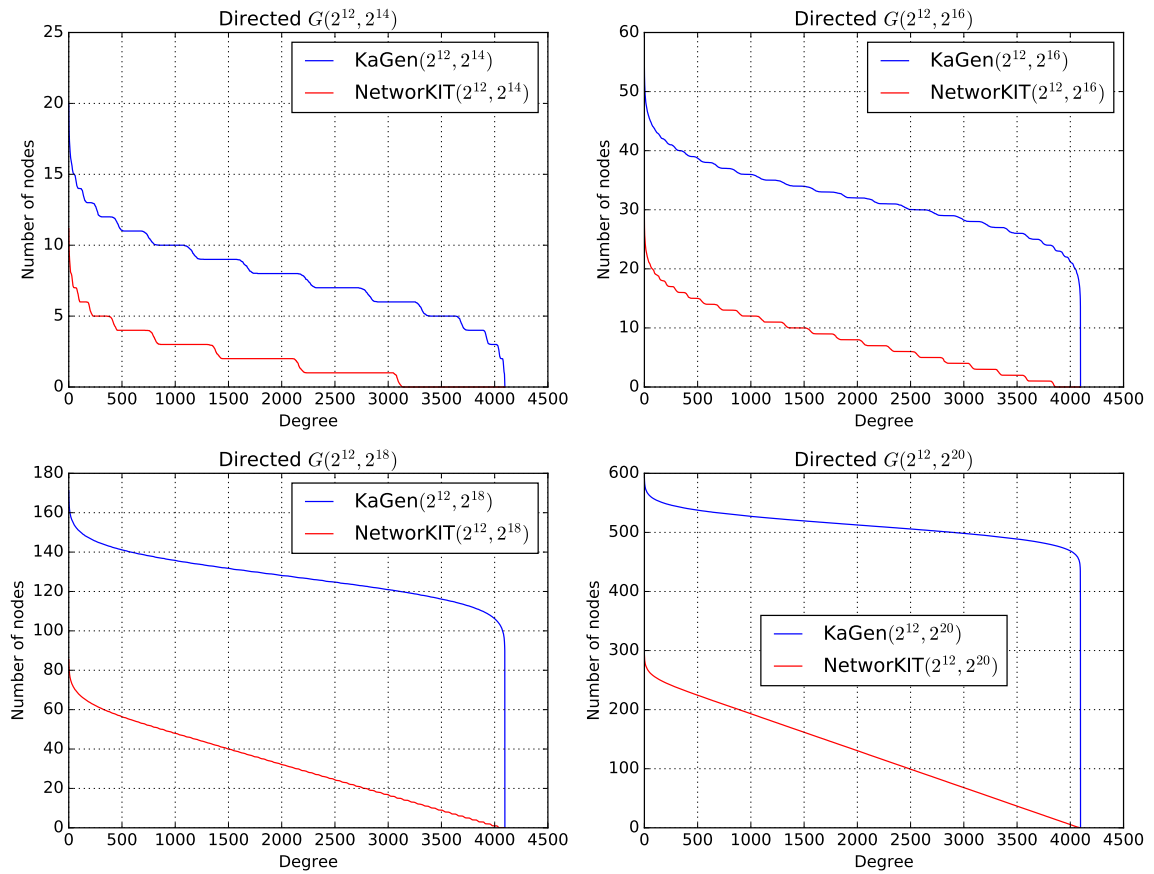 Directed G(2^12, 2^14)
25
20
15
10
5
0
Number of nodes
KaGen(2^12, 2^14)
NetworKIT(2^12, 2^14)
0 500 1000 1500 2000 2500 3000 3500 4000 4500
Degree
Directed G(2^12, 2^16)
60
50
40
30
20
10
0
Number of nodes
KaGen(2^12, 2^16)
NetworKIT(2^12, 2^16)
0 500 1000 1500 2000 2500 3000 3500 4000 4500
Degree
Directed G(2^12, 2^18)
180
160
140
120
100
80
60
40
20
0
Number of nodes
KaGen(2^12, 2^18)
NetworKIT(2^12, 2^18)
0 500 1000 1500 2000 2500 3000 3500 4000 4500
Degree
Directed G(2^12, 2^20)
600
500
400
300
200
100
0
Number of nodes
KaGen(2^12, 2^20)
NetworKIT(2^12, 2^20)
0 500 1000 1500 2000 2500 3000 3500 4000 4500
Degree